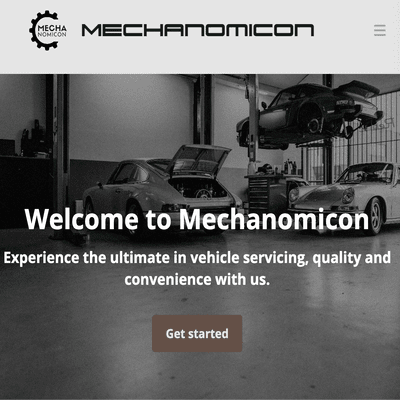 MECHA
NOMICON
MECHANOMICON
Welcome to Mechanomicon
Experience the ultimate in vehicle servicing, quality and
convenience with us.
Get started